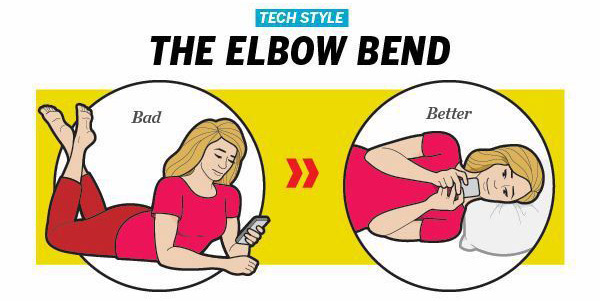 TECH STYLE
THE ELBOW BEND
Bad
Better